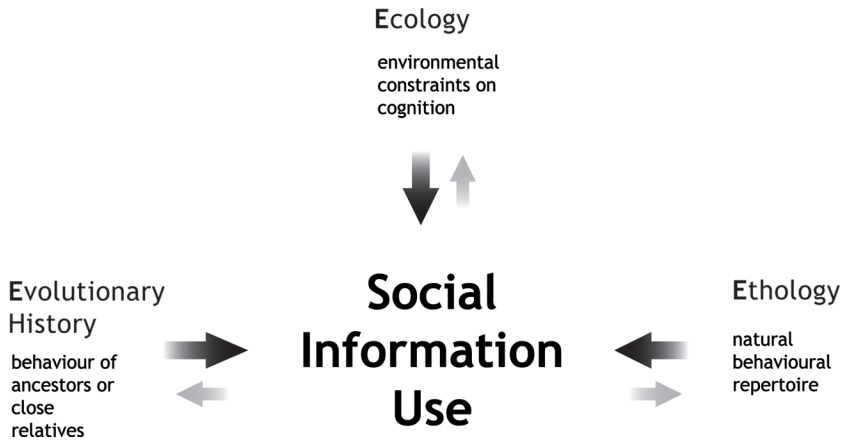 Ecology
environmental
constraints on
cognition
Evolutionary
History
behaviour of
ancestors or
close
relatives
Social
Information
Use
Ethology
natural
behavioural
repertoire